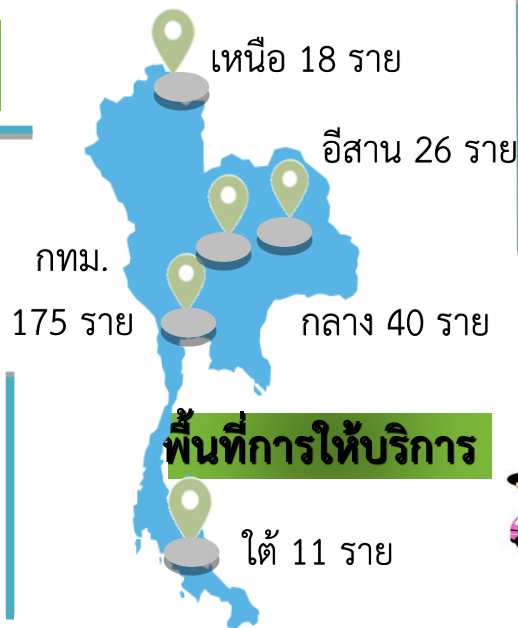 เหนือ 18 ราย
อีสาน 26 ราย
กทม.
175 ราย
กลาง 40 ราย
พื้นที่การให้บริการ
ใต้ 11 ราย